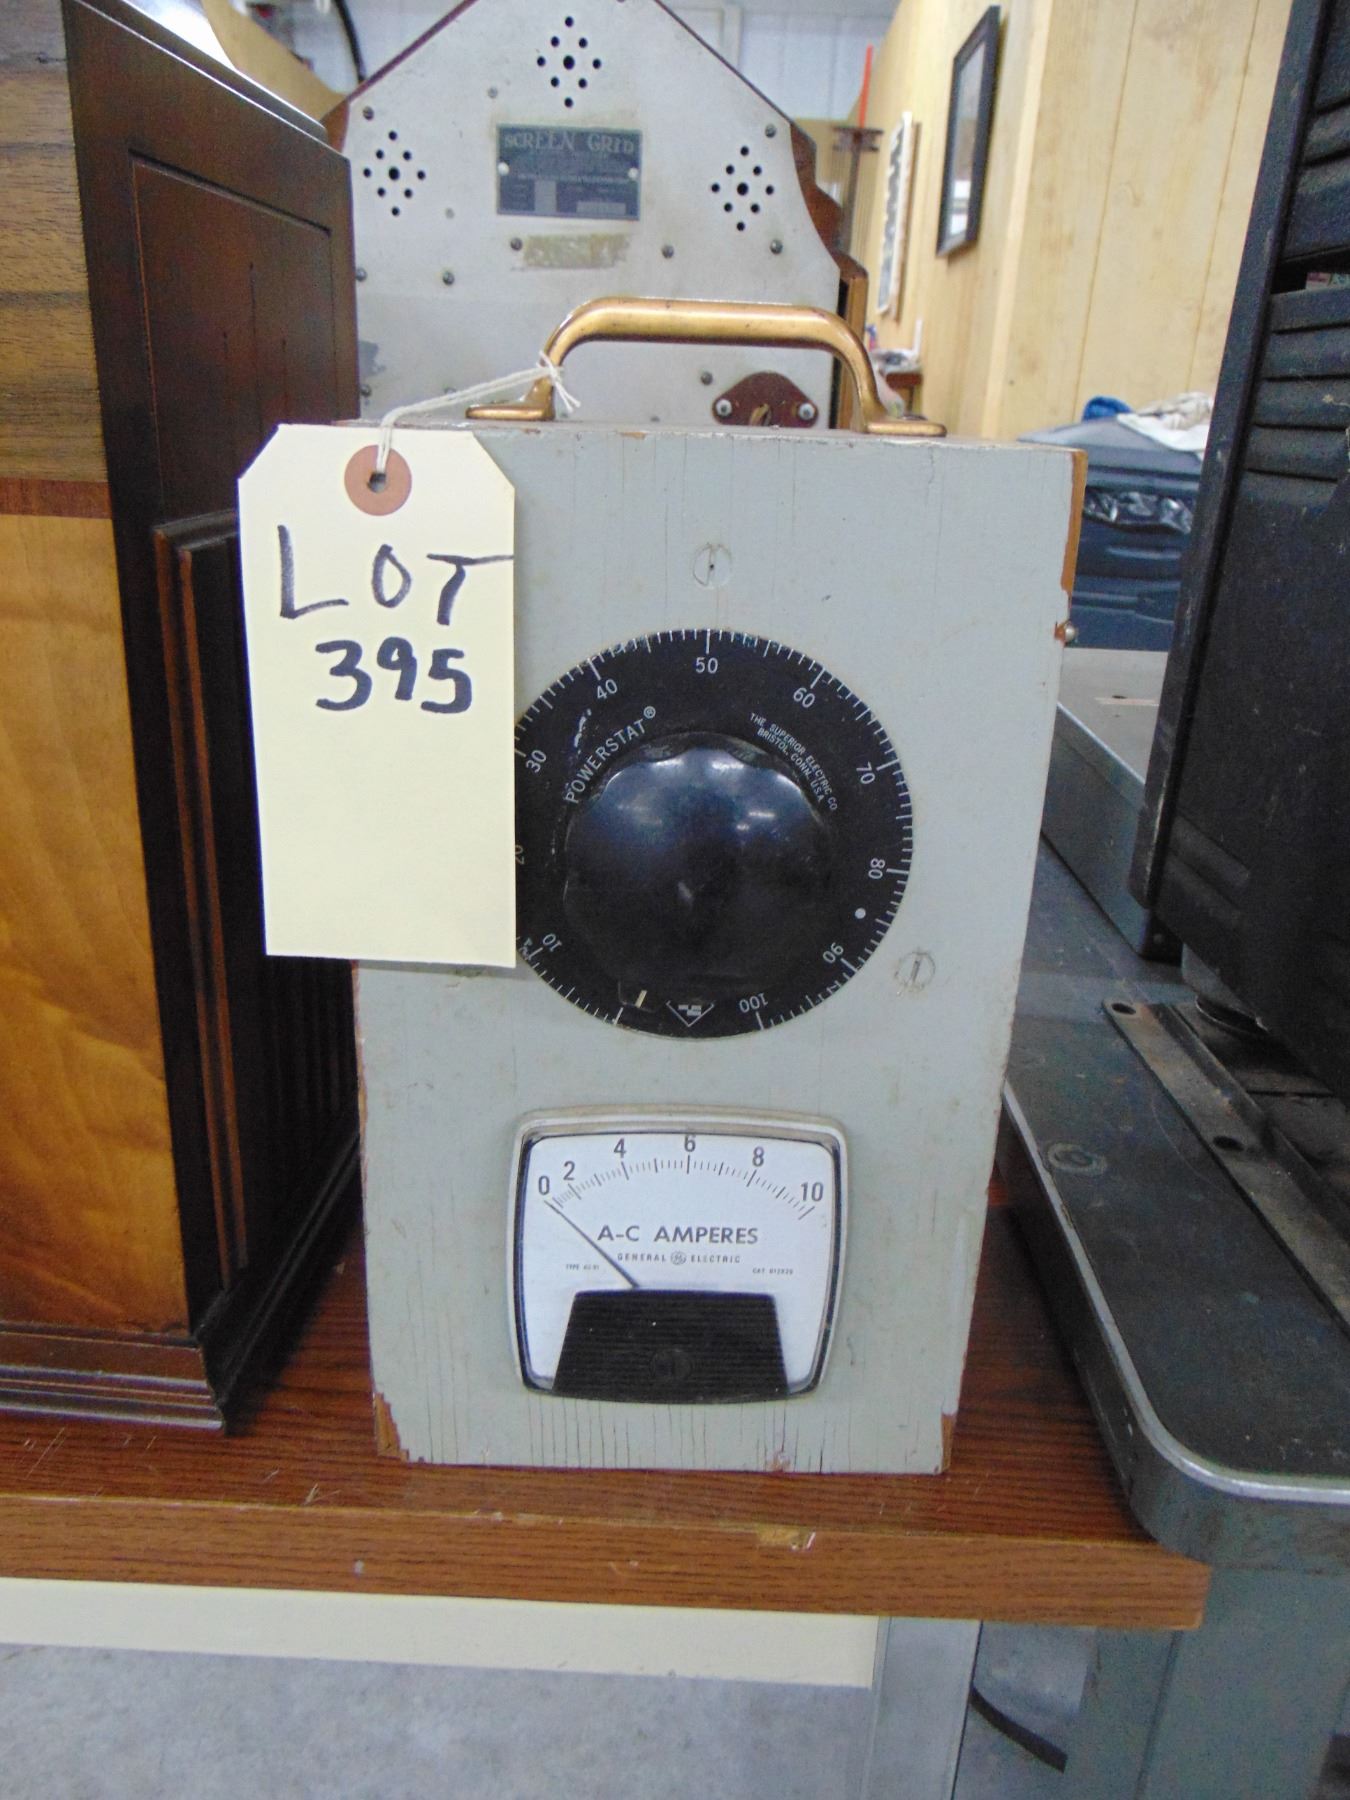 SCREEN GRID
LOT
395
10
20
30
40
50
60
70
80
90
100
POWERSTAT®
THE SUPERIOR ELECTRIC CO
BRISTOL, CONN. U.S.A.
0 2 4 6 8 10
A-C AMPERES
GENERAL GE ELECTRIC